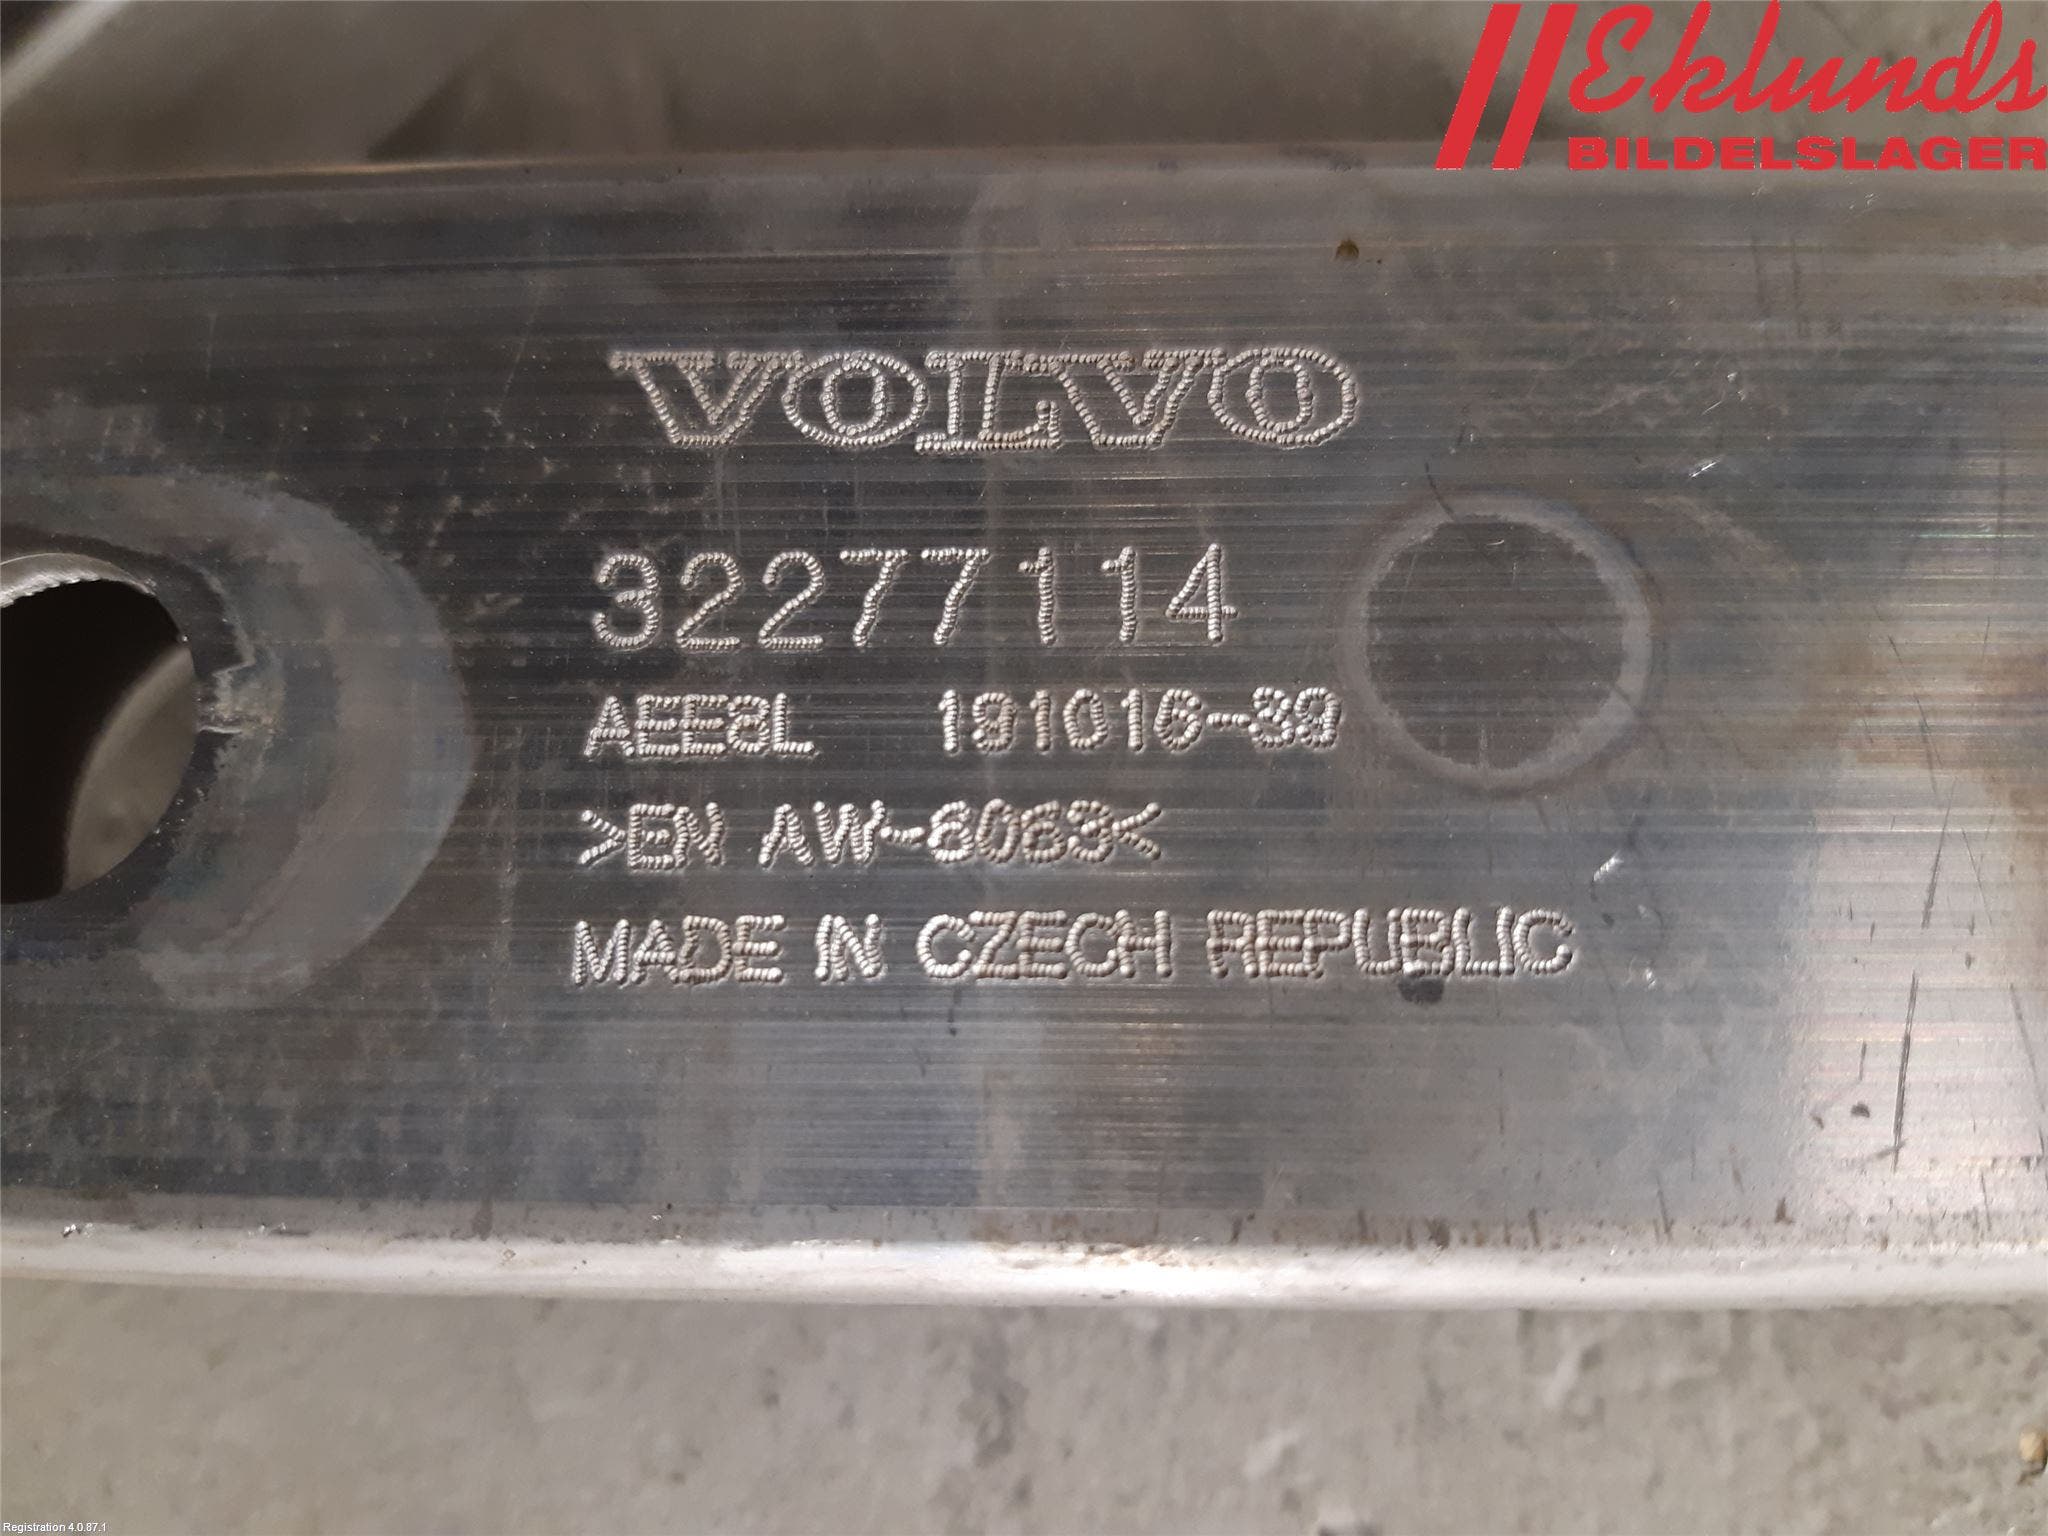 Eklunds
BILDELSLAGER
VOLVO
32277114
AEE8L 191016-39
>EN AW-6063<
MADE IN CZECH REPUBLIC
Registration 4.0.87.1